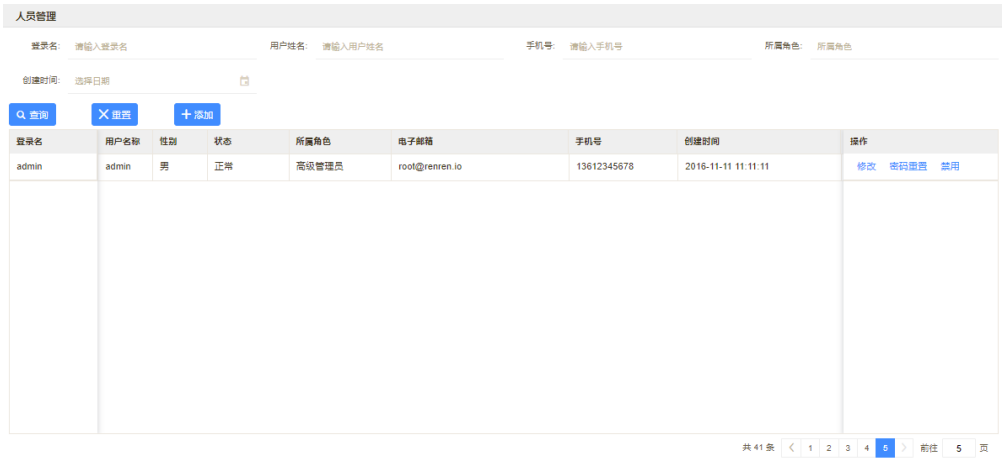 人员管理
登录名: 请输入登录名 用户姓名: 请输入用户姓名 手机号: 请输入手机号 所属角色: 所属角色
创建时间: 选择日期
查询 重置 添加
登录名 用户名称 性别 状态 所属角色 电子邮箱 手机号 创建时间 操作
admin admin 男 正常 高级管理员 root@renren.io 13612345678 2016-11-11 11:11:11 修改 密码重置 禁用
共 41 条 1 2 3 4 5 前往 5 页